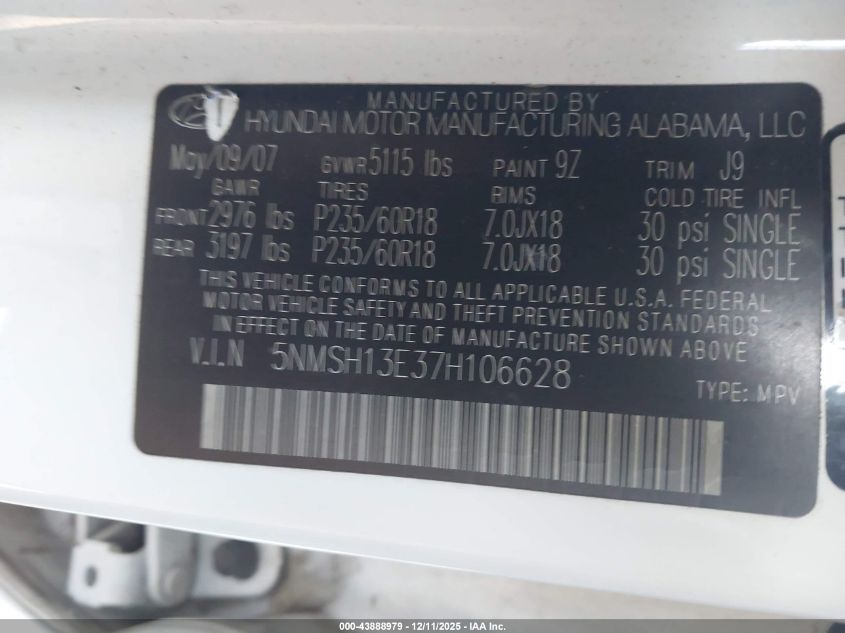 MANUFACTURED BY
HYUNDAI MOTOR MANUFACTURING ALABAMA, LLC
May/09/07 GVWR 5115 lbs PAINT 9Z TRIM J9
GAWR TIRES RIMS COLD TIRE INFL
FRONT 2976 lbs P235/60R18 7.0JX18 30 psi SINGLE
REAR 3197 lbs P235/60R18 7.0JX18 30 psi SINGLE
THIS VEHICLE CONFORMS TO ALL APPLICABLE U.S.A. FEDERAL
MOTOR VEHICLE SAFETY AND THEFT PREVENTION STANDARDS
IN EFFECT ON THE DATE OF MANUFACTURE SHOWN ABOVE.
V.I.N 5NMSH13E37H106628
TYPE: MPV
000-43888979 - 12/11/2025 - IAA Inc.